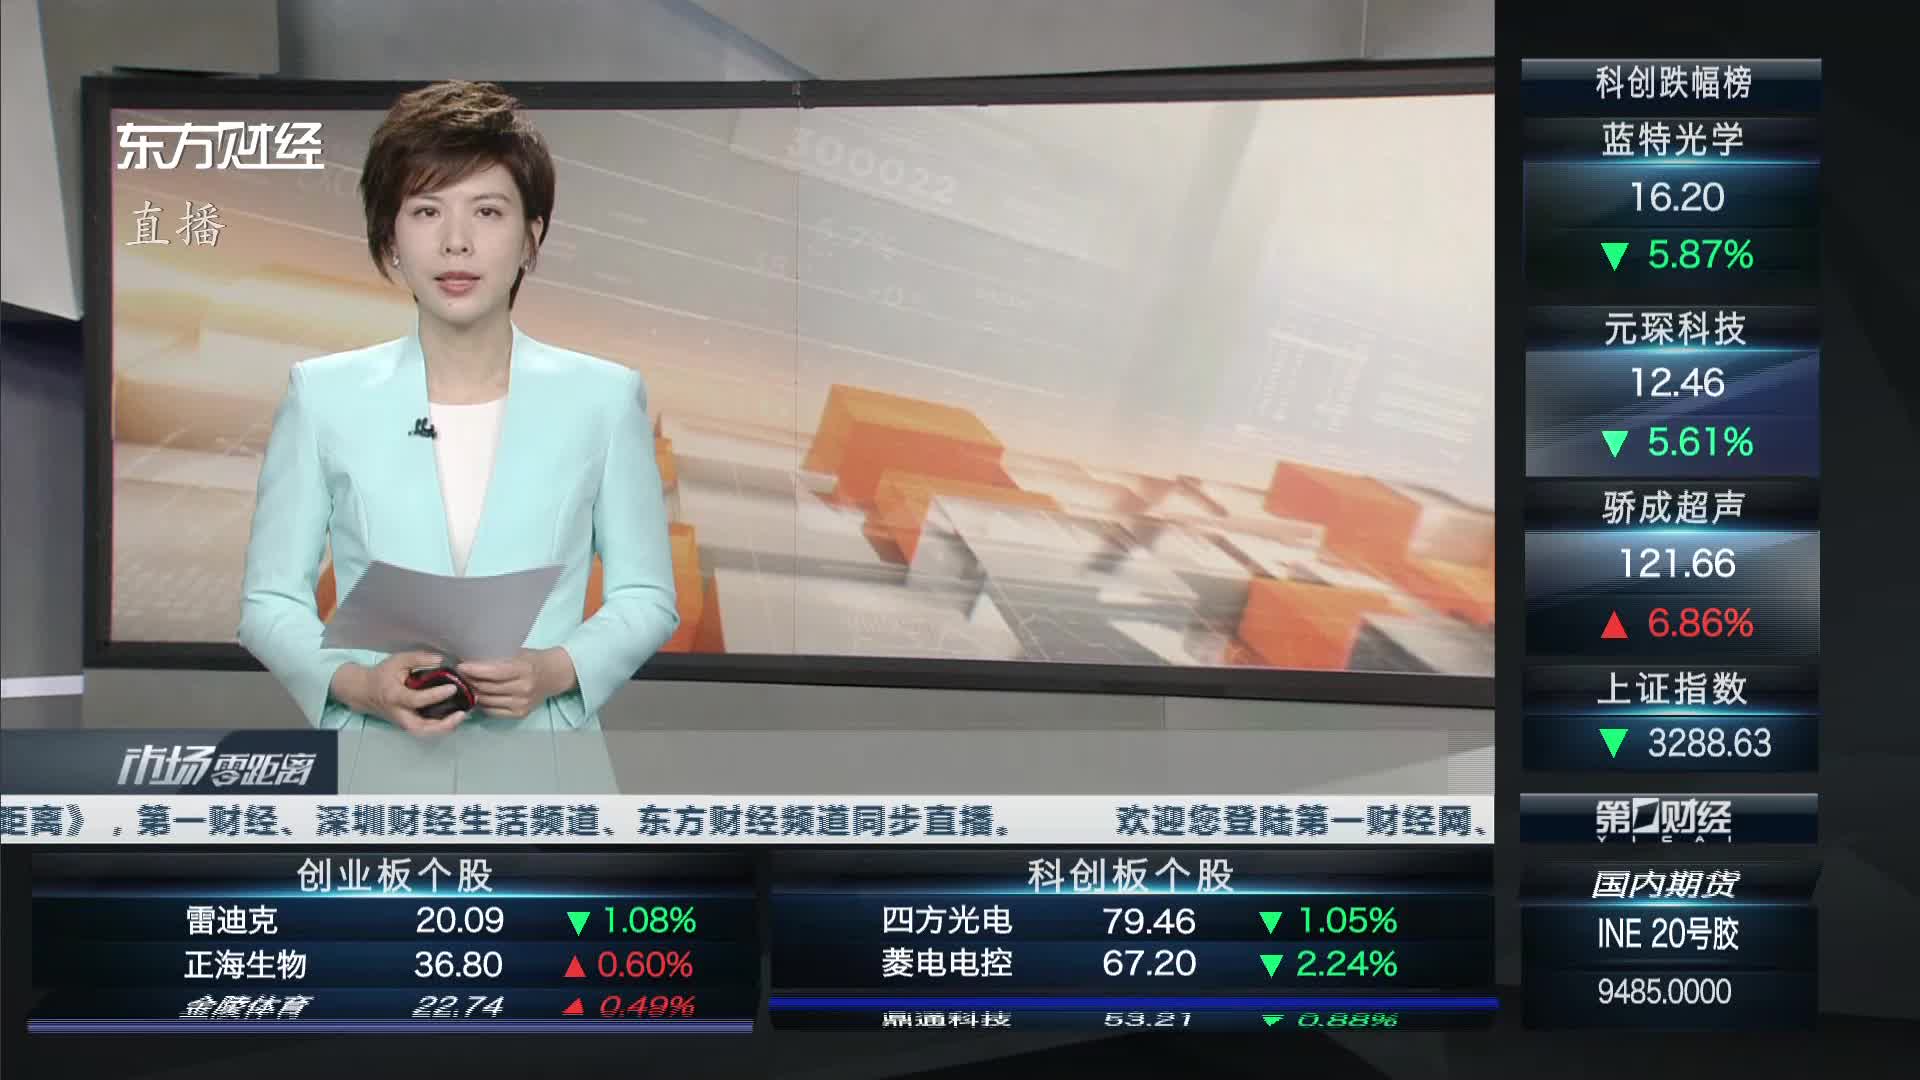 东方财经
直播
300022
市场零距离
距离》，第一财经、深圳财经生活频道、东方财经频道同步直播。 欢迎您登陆第一财经网、
创业板个股
雷迪克 20.09 ▼ 1.08%
正海生物 36.80 ▲ 0.60%
金陵体育 22.74 ▲ 0.49%
科创板个股
四方光电 79.46 ▼ 1.05%
菱电电控 67.20 ▼ 2.24%
鼎通科技 53.21 ▼ 0.88%
科创跌幅榜
蓝特光学
16.20
▼ 5.87%
元琛科技
12.46
▼ 5.61%
骄成超声
121.66
▲ 6.86%
上证指数
▼ 3288.63
第一财经
YICAI
国内期货
INE 20号胶
9485.0000